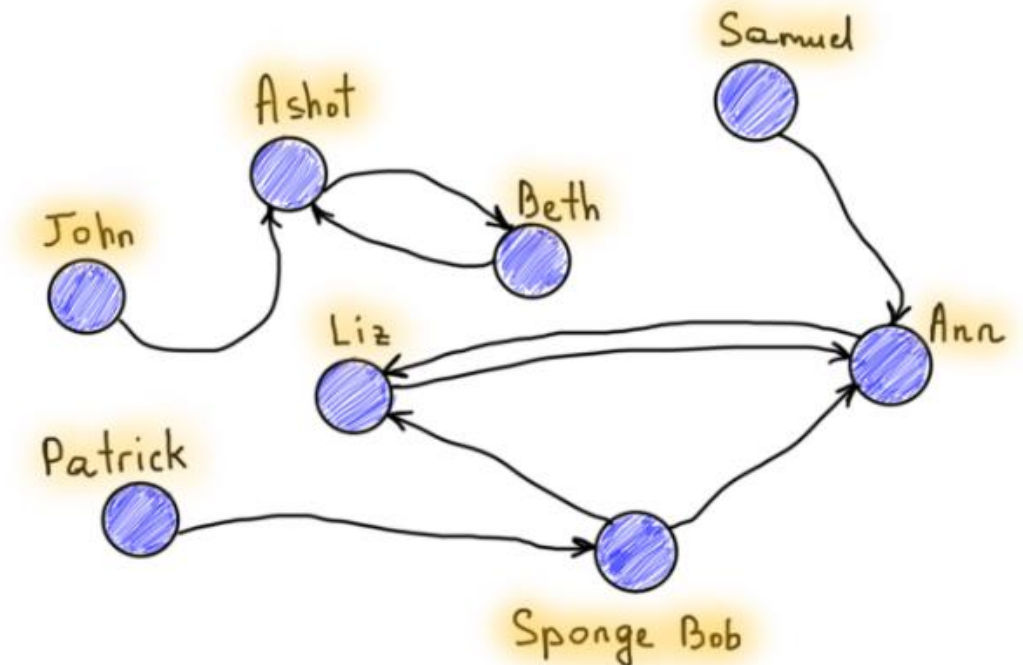 Samuel
Ashot
Beth
John
Liz
Ann
Patrick
Sponge Bob